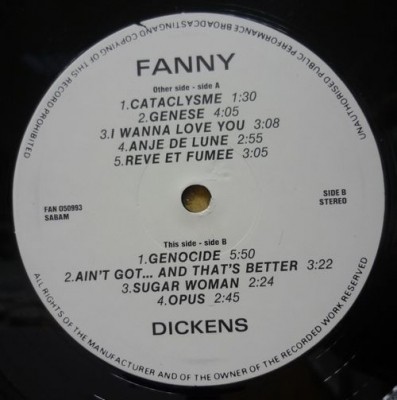 UNAUTHORISED PUBLIC PERFORMANCE BROADCASTING AND COPYING OF THIS RECORD PROHIBITED
FANNY
Other side - side A
1.CATACLYSME 1:30
2.GENESE 4:05
3.I WANNA LOVE YOU 3:08
4.ANJE DE LUNE 2:55
5.REVE ET FUMEE 3:05
FAN 050993
SABAM
SIDE B
STEREO
This side - side B
1.GENOCIDE 5:50
2.AIN'T GOT... AND THAT'S BETTER 3:22
3.SUGAR WOMAN 2:24
4.OPUS 2:45
DICKENS
ALL RIGHTS OF THE MANUFACTURER AND OF THE OWNER OF THE RECORDED WORK RESERVED